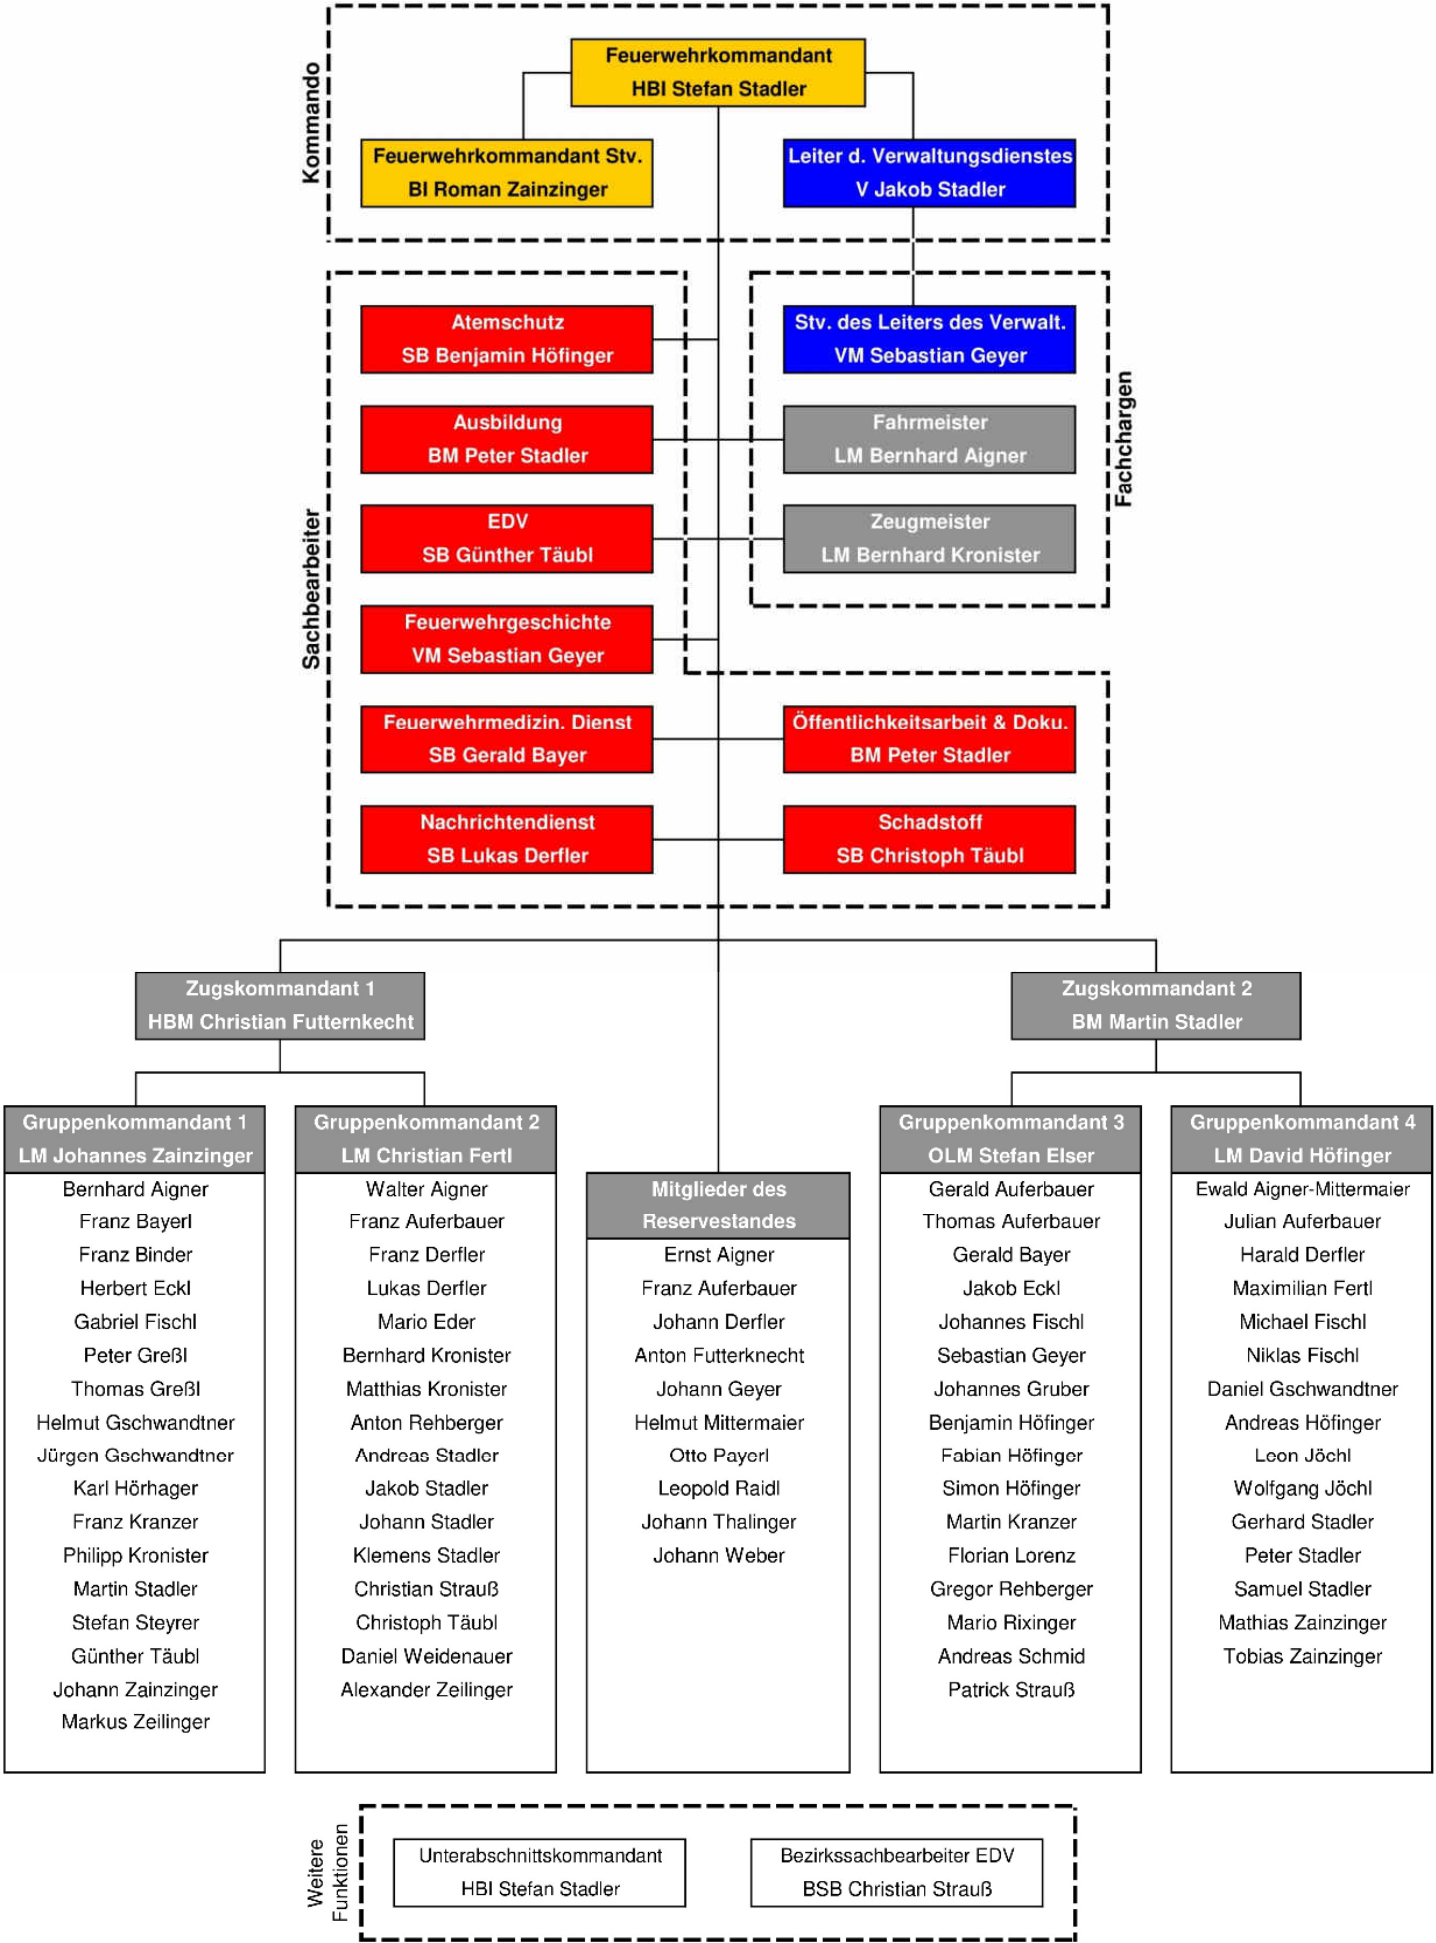 Kommando
Feuerwehrkommandant
HBI Stefan Stadler
Feuerwehrkommandant Stv.
BI Roman Zainzinger
Leiter d. Verwaltungsdienstes
V Jakob Stadler
Sachbearbeiter
Atemschutz
SB Benjamin Höfinger
Ausbildung
BM Peter Stadler
EDV
SB Günther Täubl
Feuerwehrgeschichte
VM Sebastian Geyer
Feuerwehrmedizin. Dienst
SB Gerald Bayer
Nachrichtendienst
SB Lukas Derfler
Öffentlichkeitsarbeit & Doku.
BM Peter Stadler
Schadstoff
SB Christoph Täubl
Fachchargen
Stv. des Leiters des Verwalt.
VM Sebastian Geyer
Fahrmeister
LM Bernhard Aigner
Zeugmeister
LM Bernhard Kronister
Zugskommandant 1
HBM Christian Futternkecht
Zugskommandant 2
BM Martin Stadler
Gruppenkommandant 1
LM Johannes Zainzinger
Bernhard Aigner
Franz Bayerl
Franz Binder
Herbert Eckl
Gabriel Fischl
Peter Greßl
Thomas Greßl
Helmut Gschwandtner
Jürgen Gschwandtner
Karl Hörhager
Franz Kranzer
Philipp Kronister
Martin Stadler
Stefan Steyrer
Günther Täubl
Johann Zainzinger
Markus Zeilinger
Gruppenkommandant 2
LM Christian Fertl
Walter Aigner
Franz Auferbauer
Franz Derfler
Lukas Derfler
Mario Eder
Bernhard Kronister
Matthias Kronister
Anton Rehberger
Andreas Stadler
Jakob Stadler
Johann Stadler
Klemens Stadler
Christian Strauß
Christoph Täubl
Daniel Weidenauer
Alexander Zeilinger
Mitglieder des
Reservestandes
Ernst Aigner
Franz Auferbauer
Johann Derfler
Anton Futterknecht
Johann Geyer
Helmut Mittermaier
Otto Payerl
Leopold Raidl
Johann Thalinger
Johann Weber
Gruppenkommandant 3
OLM Stefan Elser
Gerald Auferbauer
Thomas Auferbauer
Gerald Bayer
Jakob Eckl
Johannes Fischl
Sebastian Geyer
Johannes Gruber
Benjamin Höfinger
Fabian Höfinger
Simon Höfinger
Martin Kranzer
Florian Lorenz
Gregor Rehberger
Mario Rixinger
Andreas Schmid
Patrick Strauß
Gruppenkommandant 4
LM David Höfinger
Ewald Aigner-Mittermaier
Julian Auferbauer
Harald Derfler
Maximilian Fertl
Michael Fischl
Niklas Fischl
Daniel Gschwandtner
Andreas Höfinger
Leon Jöchl
Wolfgang Jöchl
Gerhard Stadler
Peter Stadler
Samuel Stadler
Mathias Zainzinger
Tobias Zainzinger
Weitere
Funktionen
Unterabschnittskommandant
HBI Stefan Stadler
Bezirkssachbearbeiter EDV
BSB Christian Strauß